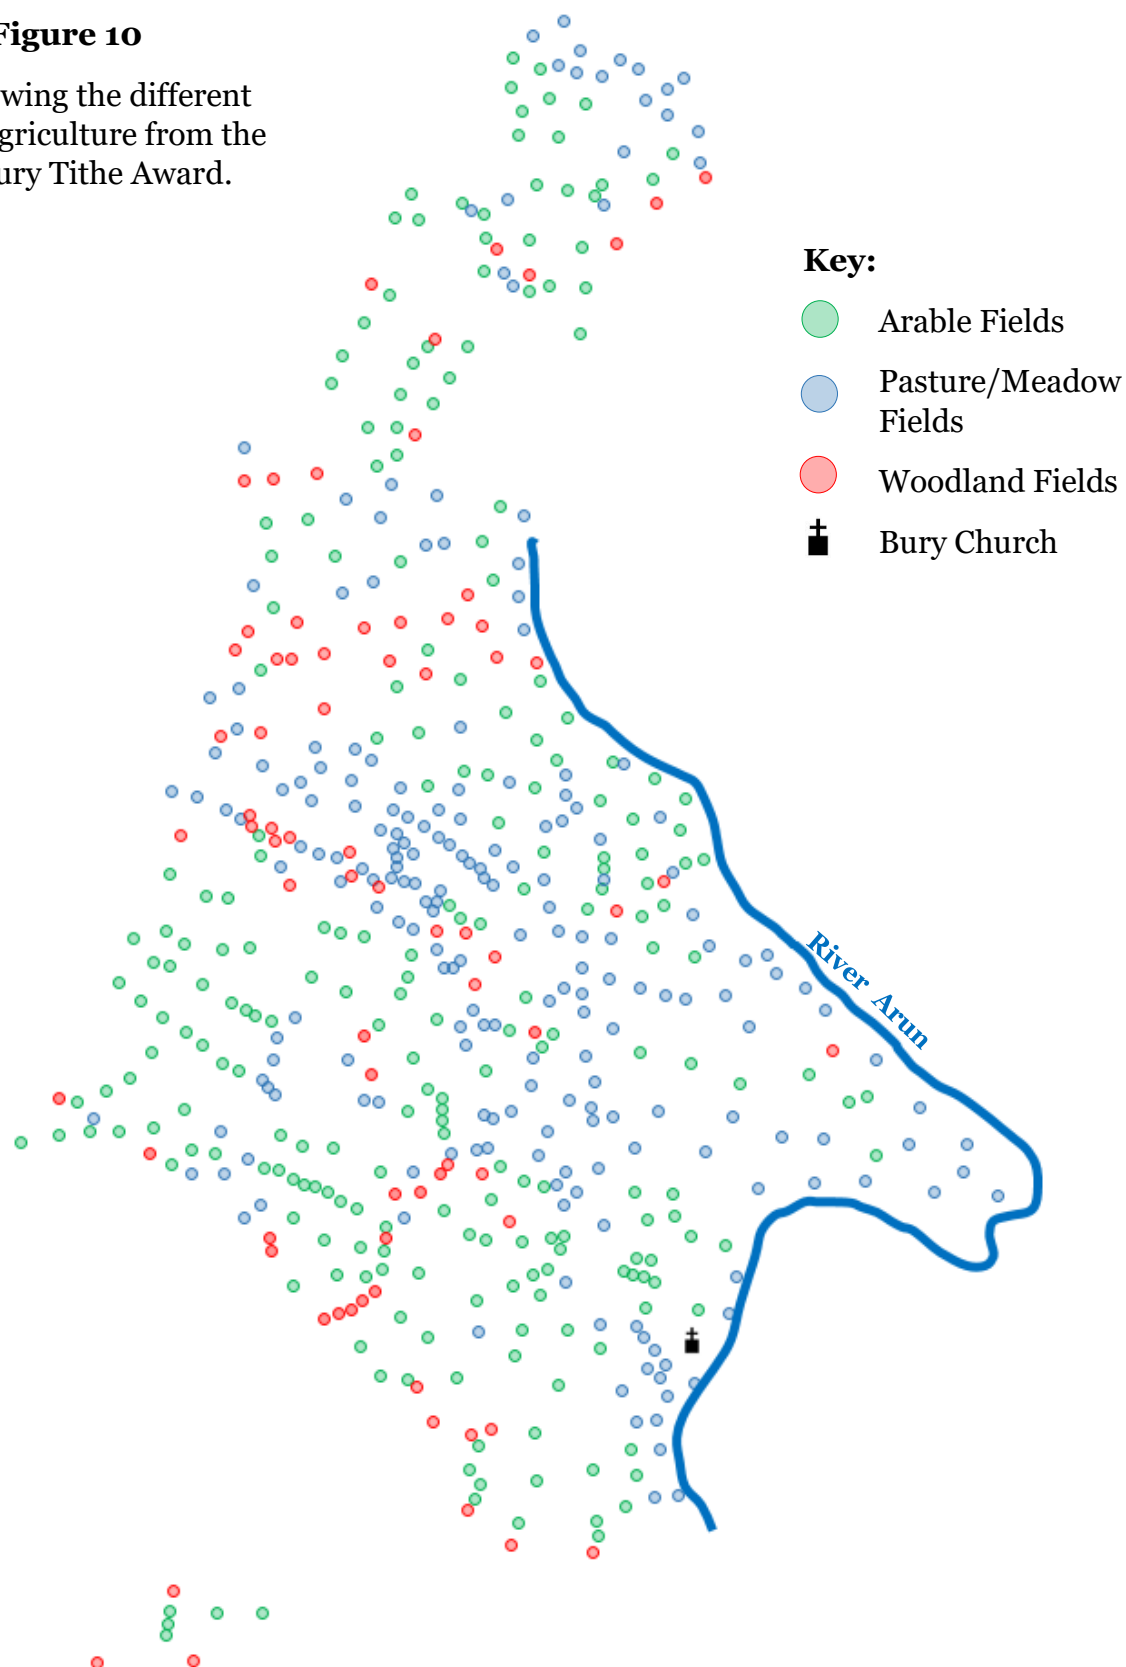 Figure 10
wing the different
griculture from the
ury Tithe Award.
Key:
Arable Fields
Pasture/Meadow
Fields
Woodland Fields
Bury Church
River Arun